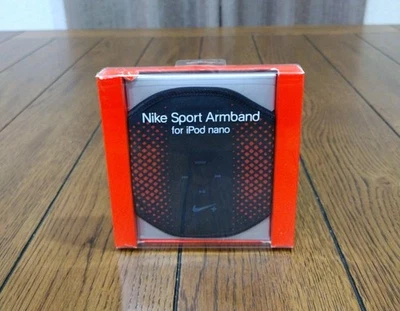 Nike Sport Armband
for iPod nano